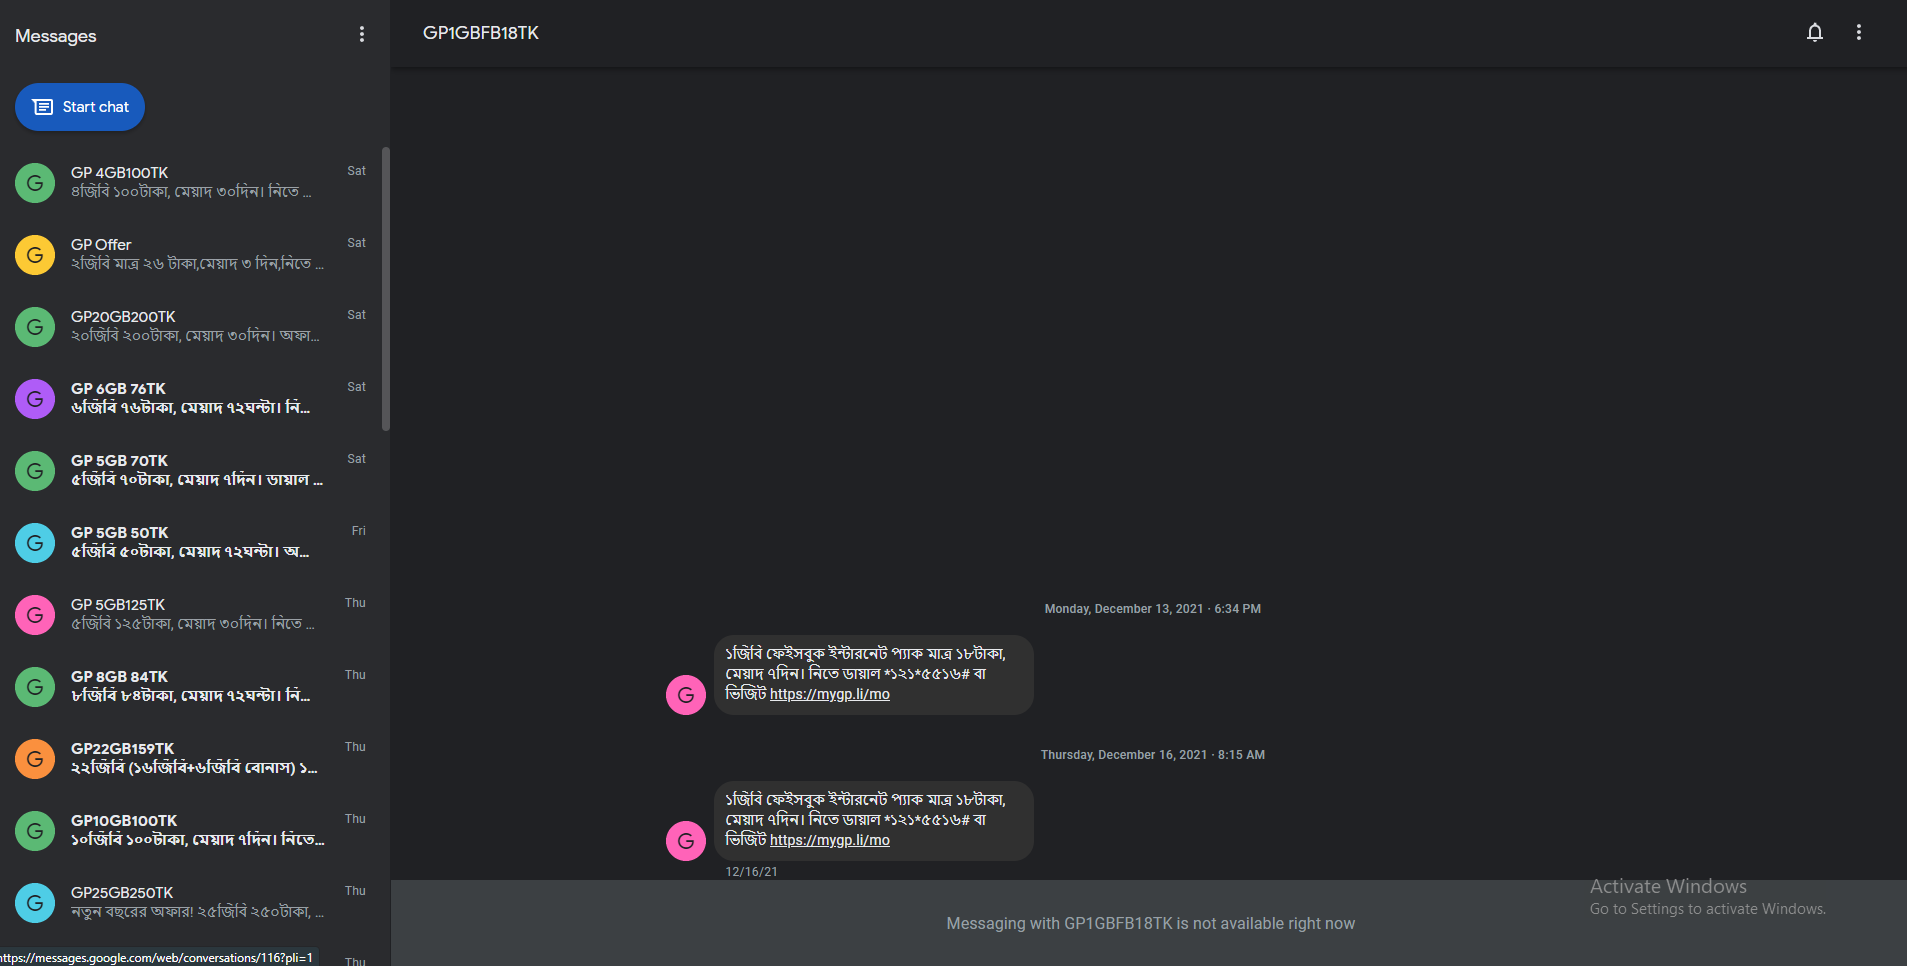 Messages
Start chat
GP 4GB100TK
Sat
৪জিবি ১০০টাকা, মেয়াদ ৩০দিন। নিতে ...
GP Offer
Sat
২জিবি মাত্র ২৬ টাকা,মেয়াদ ৩ দিন,নিতে ...
GP20GB200TK
Sat
২০জিবি ২০০টাকা, মেয়াদ ৩০দিন। অফা...
GP 6GB 76TK
Sat
৬জিবি ৭৬টাকা, মেয়াদ ৭২ঘন্টা। নি...
GP 5GB 70TK
Sat
৫জিবি ৭০টাকা, মেয়াদ ৭দিন। ডায়াল ...
GP 5GB 50TK
Fri
৫জিবি ৫০টাকা, মেয়াদ ৭২ঘন্টা। অ...
GP 5GB125TK
Thu
৫জিবি ১২৫টাকা, মেয়াদ ৩০দিন। নিতে ...
GP 8GB 84TK
Thu
৮জিবি ৮৪টাকা, মেয়াদ ৭২ঘন্টা। নি...
GP22GB159TK
Thu
২২জিবি (১৬জিবি+৬জিবি বোনাস) ১...
GP10GB100TK
Thu
১০জিবি ১০০টাকা, মেয়াদ ৭দিন। নিতে...
GP25GB250TK
Thu
নতুন বছরের অফার! ২৫জিবি ২৫০টাকা, ...
Thu
https://messages.google.com/web/conversations/116?pli=1
GP1GBFB18TK
Monday, December 13, 2021 · 6:34 PM
১জিবি ফেইসবুক ইন্টারনেট প্যাক মাত্র ১৮টাকা,
মেয়াদ ৭দিন। নিতে ডায়াল *১২১*৫৫১৬# বা
ভিজিট https://mygp.li/mo
Thursday, December 16, 2021 · 8:15 AM
১জিবি ফেইসবুক ইন্টারনেট প্যাক মাত্র ১৮টাকা,
মেয়াদ ৭দিন। নিতে ডায়াল *১২১*৫৫১৬# বা
ভিজিট https://mygp.li/mo
12/16/21
Messaging with GP1GBFB18TK is not available right now
Activate Windows
Go to Settings to activate Windows.